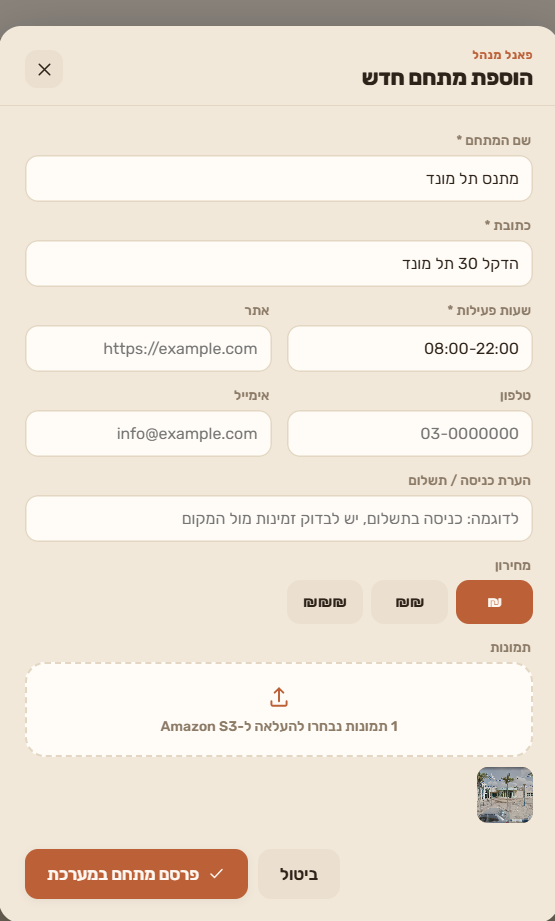 פאנל מנהל
הוספת מתחם חדש
שם המתחם *
מתנס תל מונד
כתובת *
הדקל 30 תל מונד
שעות פעילות *
אתר
08:00-22:00
https://example.com
טלפון
אימייל
03-0000000
info@example.com
הערת כניסה / תשלום
לדוגמה: כניסה בתשלום, יש לבדוק זמינות מול המקום
מחירון
₪
₪₪
₪₪₪
תמונות
1 תמונות נבחרו להעלאה ל-Amazon S3
ביטול
פרסם מתחם במערכת